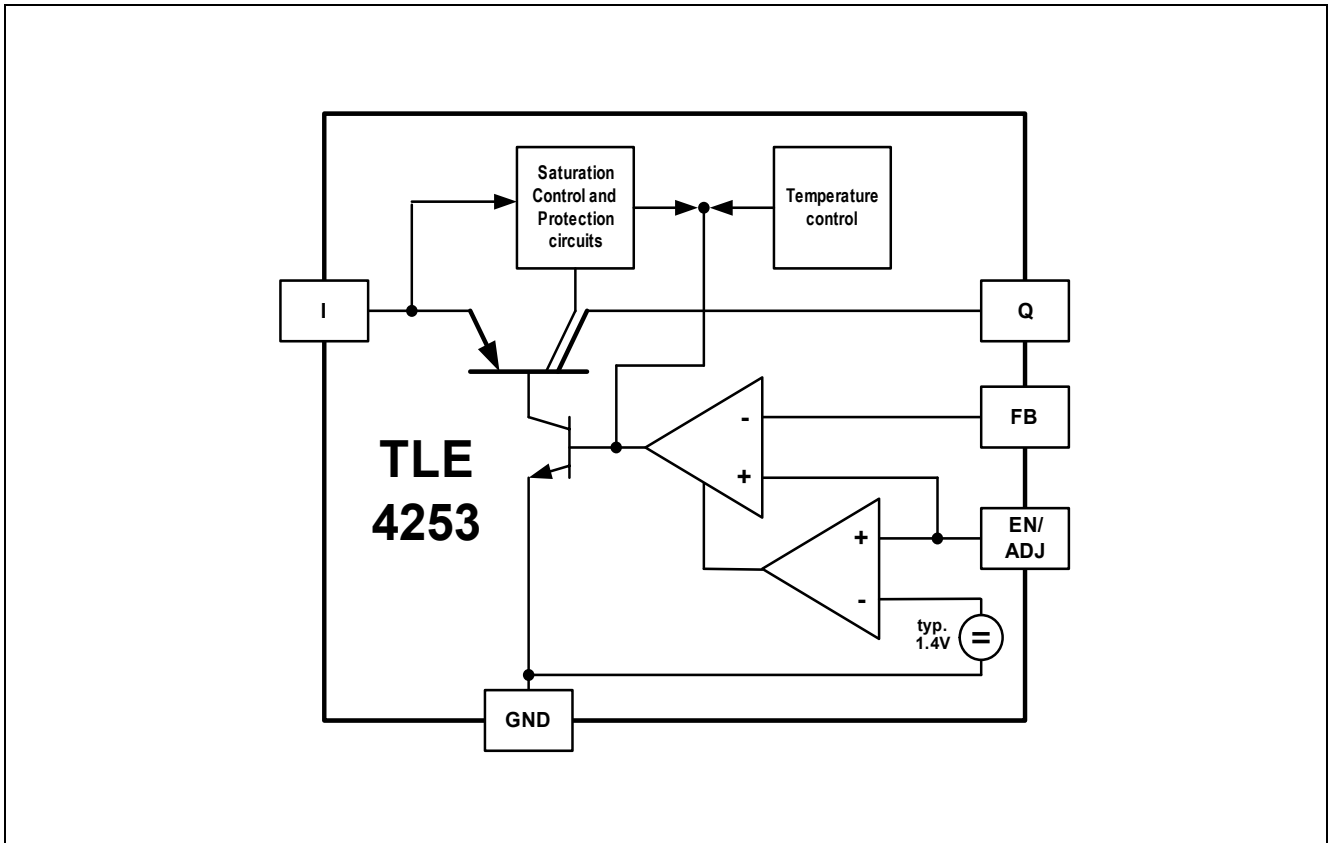 Saturation
Control and
Protection
circuits
Temperature
control
I
Q
FB
TLE
4253
-
+
EN/
ADJ
+
-
typ.
1.4V
=
GND